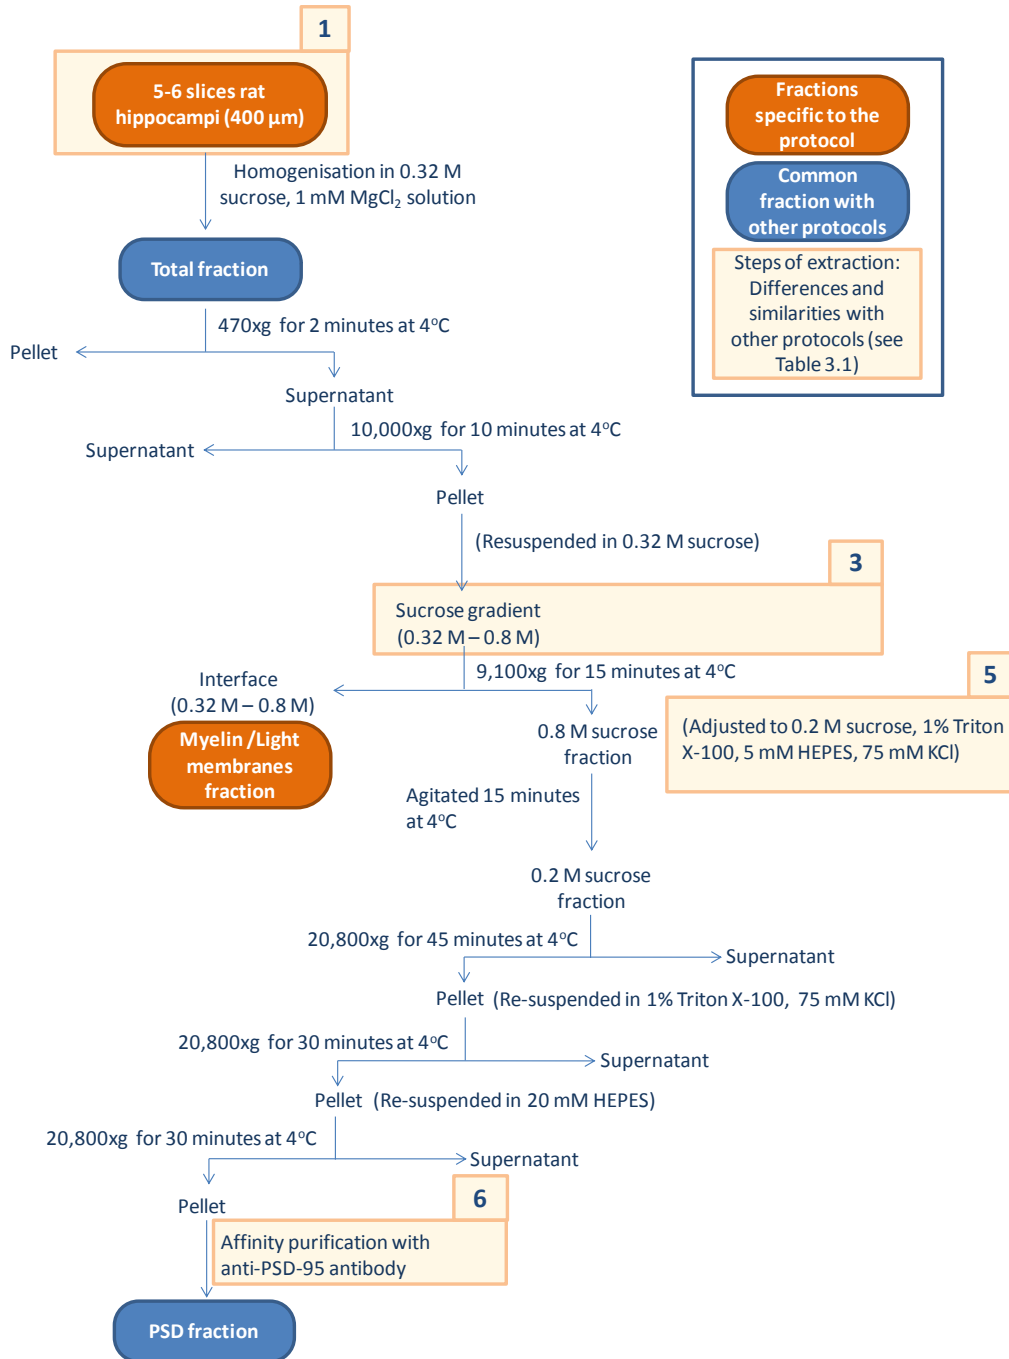 1
5-6 slices rat
hippocampi (400 µm)
Homogenisation in 0.32 M
sucrose, 1 mM MgCl₂ solution
Total fraction
470xg for 2 minutes at 4°C
Pellet
Supernatant
10,000xg for 10 minutes at 4°C
Supernatant
Pellet
(Resuspended in 0.32 M sucrose)
3
Sucrose gradient
(0.32 M – 0.8 M)
9,100xg for 15 minutes at 4°C
Interface
(0.32 M – 0.8 M)
Myelin /Light
membranes
fraction
0.8 M sucrose
fraction
5
(Adjusted to 0.2 M sucrose, 1% Triton
X-100, 5 mM HEPES, 75 mM KCl)
Agitated 15 minutes
at 4°C
0.2 M sucrose
fraction
20,800xg for 45 minutes at 4°C
Supernatant
Pellet (Re-suspended in 1% Triton X-100, 75 mM KCl)
20,800xg for 30 minutes at 4°C
Supernatant
Pellet (Re-suspended in 20 mM HEPES)
20,800xg for 30 minutes at 4°C
Supernatant
Pellet
6
Affinity purification with
anti-PSD-95 antibody
PSD fraction
Fractions
specific to the
protocol
Common
fraction with
other protocols
Steps of extraction:
Differences and
similarities with
other protocols (see
Table 3.1)